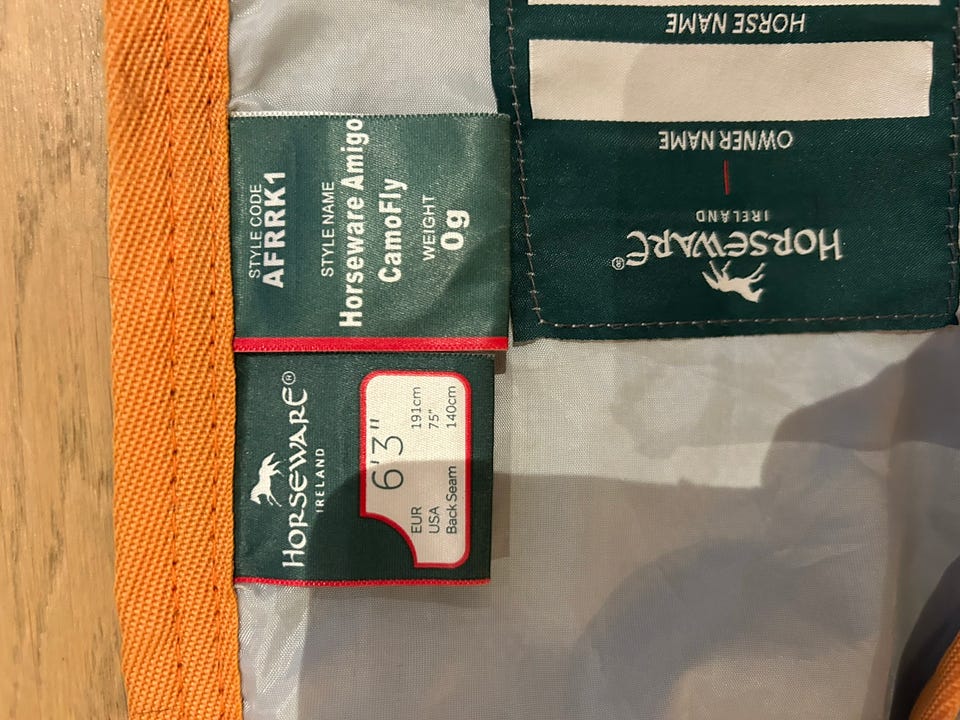 STYLE CODE
AFRRK1
STYLE NAME
Horseware Amigo
CamoFly
WEIGHT
0g
HORSEWARE®
IRELAND
6'3"
EUR 191cm
USA 75"
Back Seam 140cm
HORSEWARE®
IRELAND
OWNER NAME
HORSE NAME